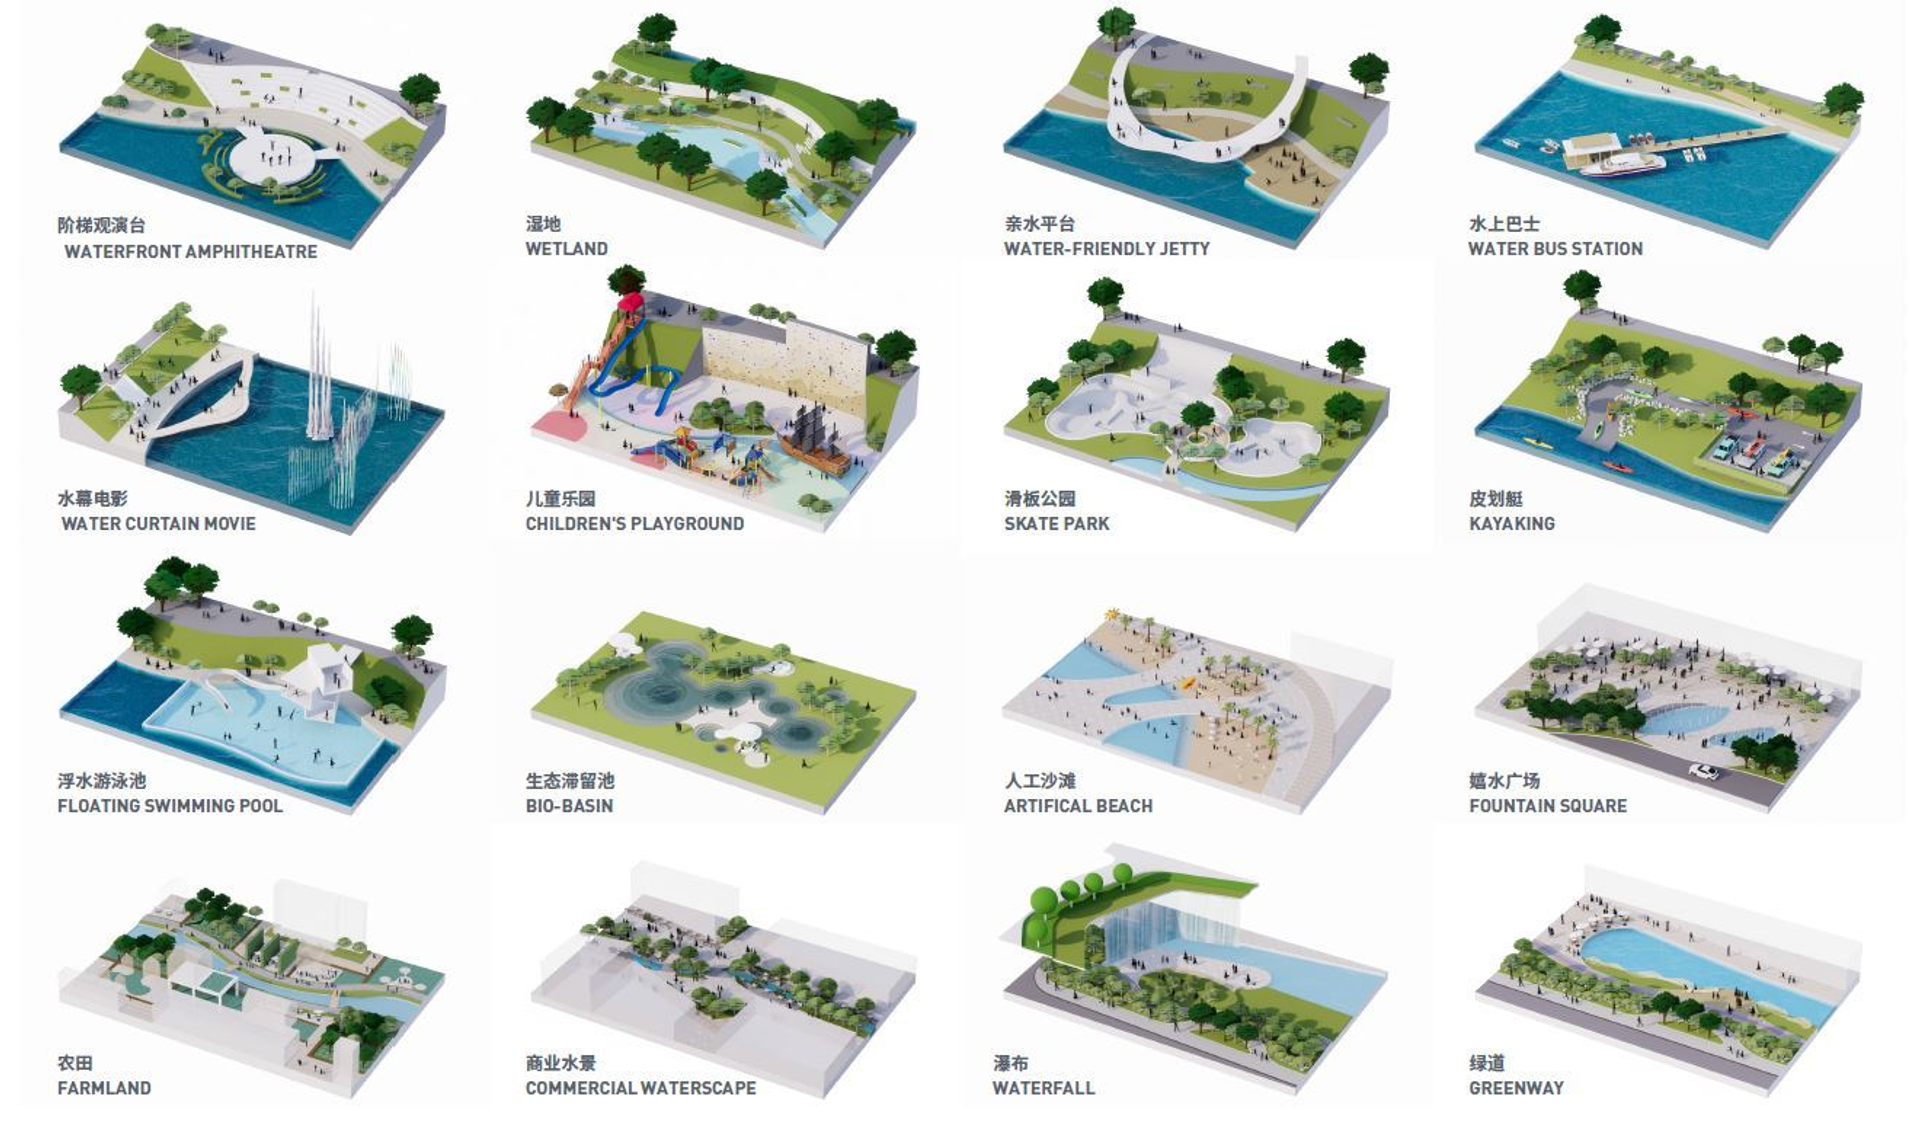 阶梯观演台
WATERFRONT AMPHITHEATRE
湿地
WETLAND
亲水平台
WATER-FRIENDLY JETTY
水上巴士
WATER BUS STATION
水幕电影
WATER CURTAIN MOVIE
儿童乐园
CHILDREN'S PLAYGROUND
滑板公园
SKATE PARK
皮划艇
KAYAKING
浮水游泳池
FLOATING SWIMMING POOL
生态滞留池
BIO-BASIN
人工沙滩
ARTIFICAL BEACH
嬉水广场
FOUNTAIN SQUARE
农田
FARMLAND
商业水景
COMMERCIAL WATERSCAPE
瀑布
WATERFALL
绿道
GREENWAY